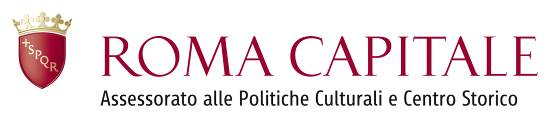 +SPQR
ROMA CAPITALE
Assessorato alle Politiche Culturali e Centro Storico